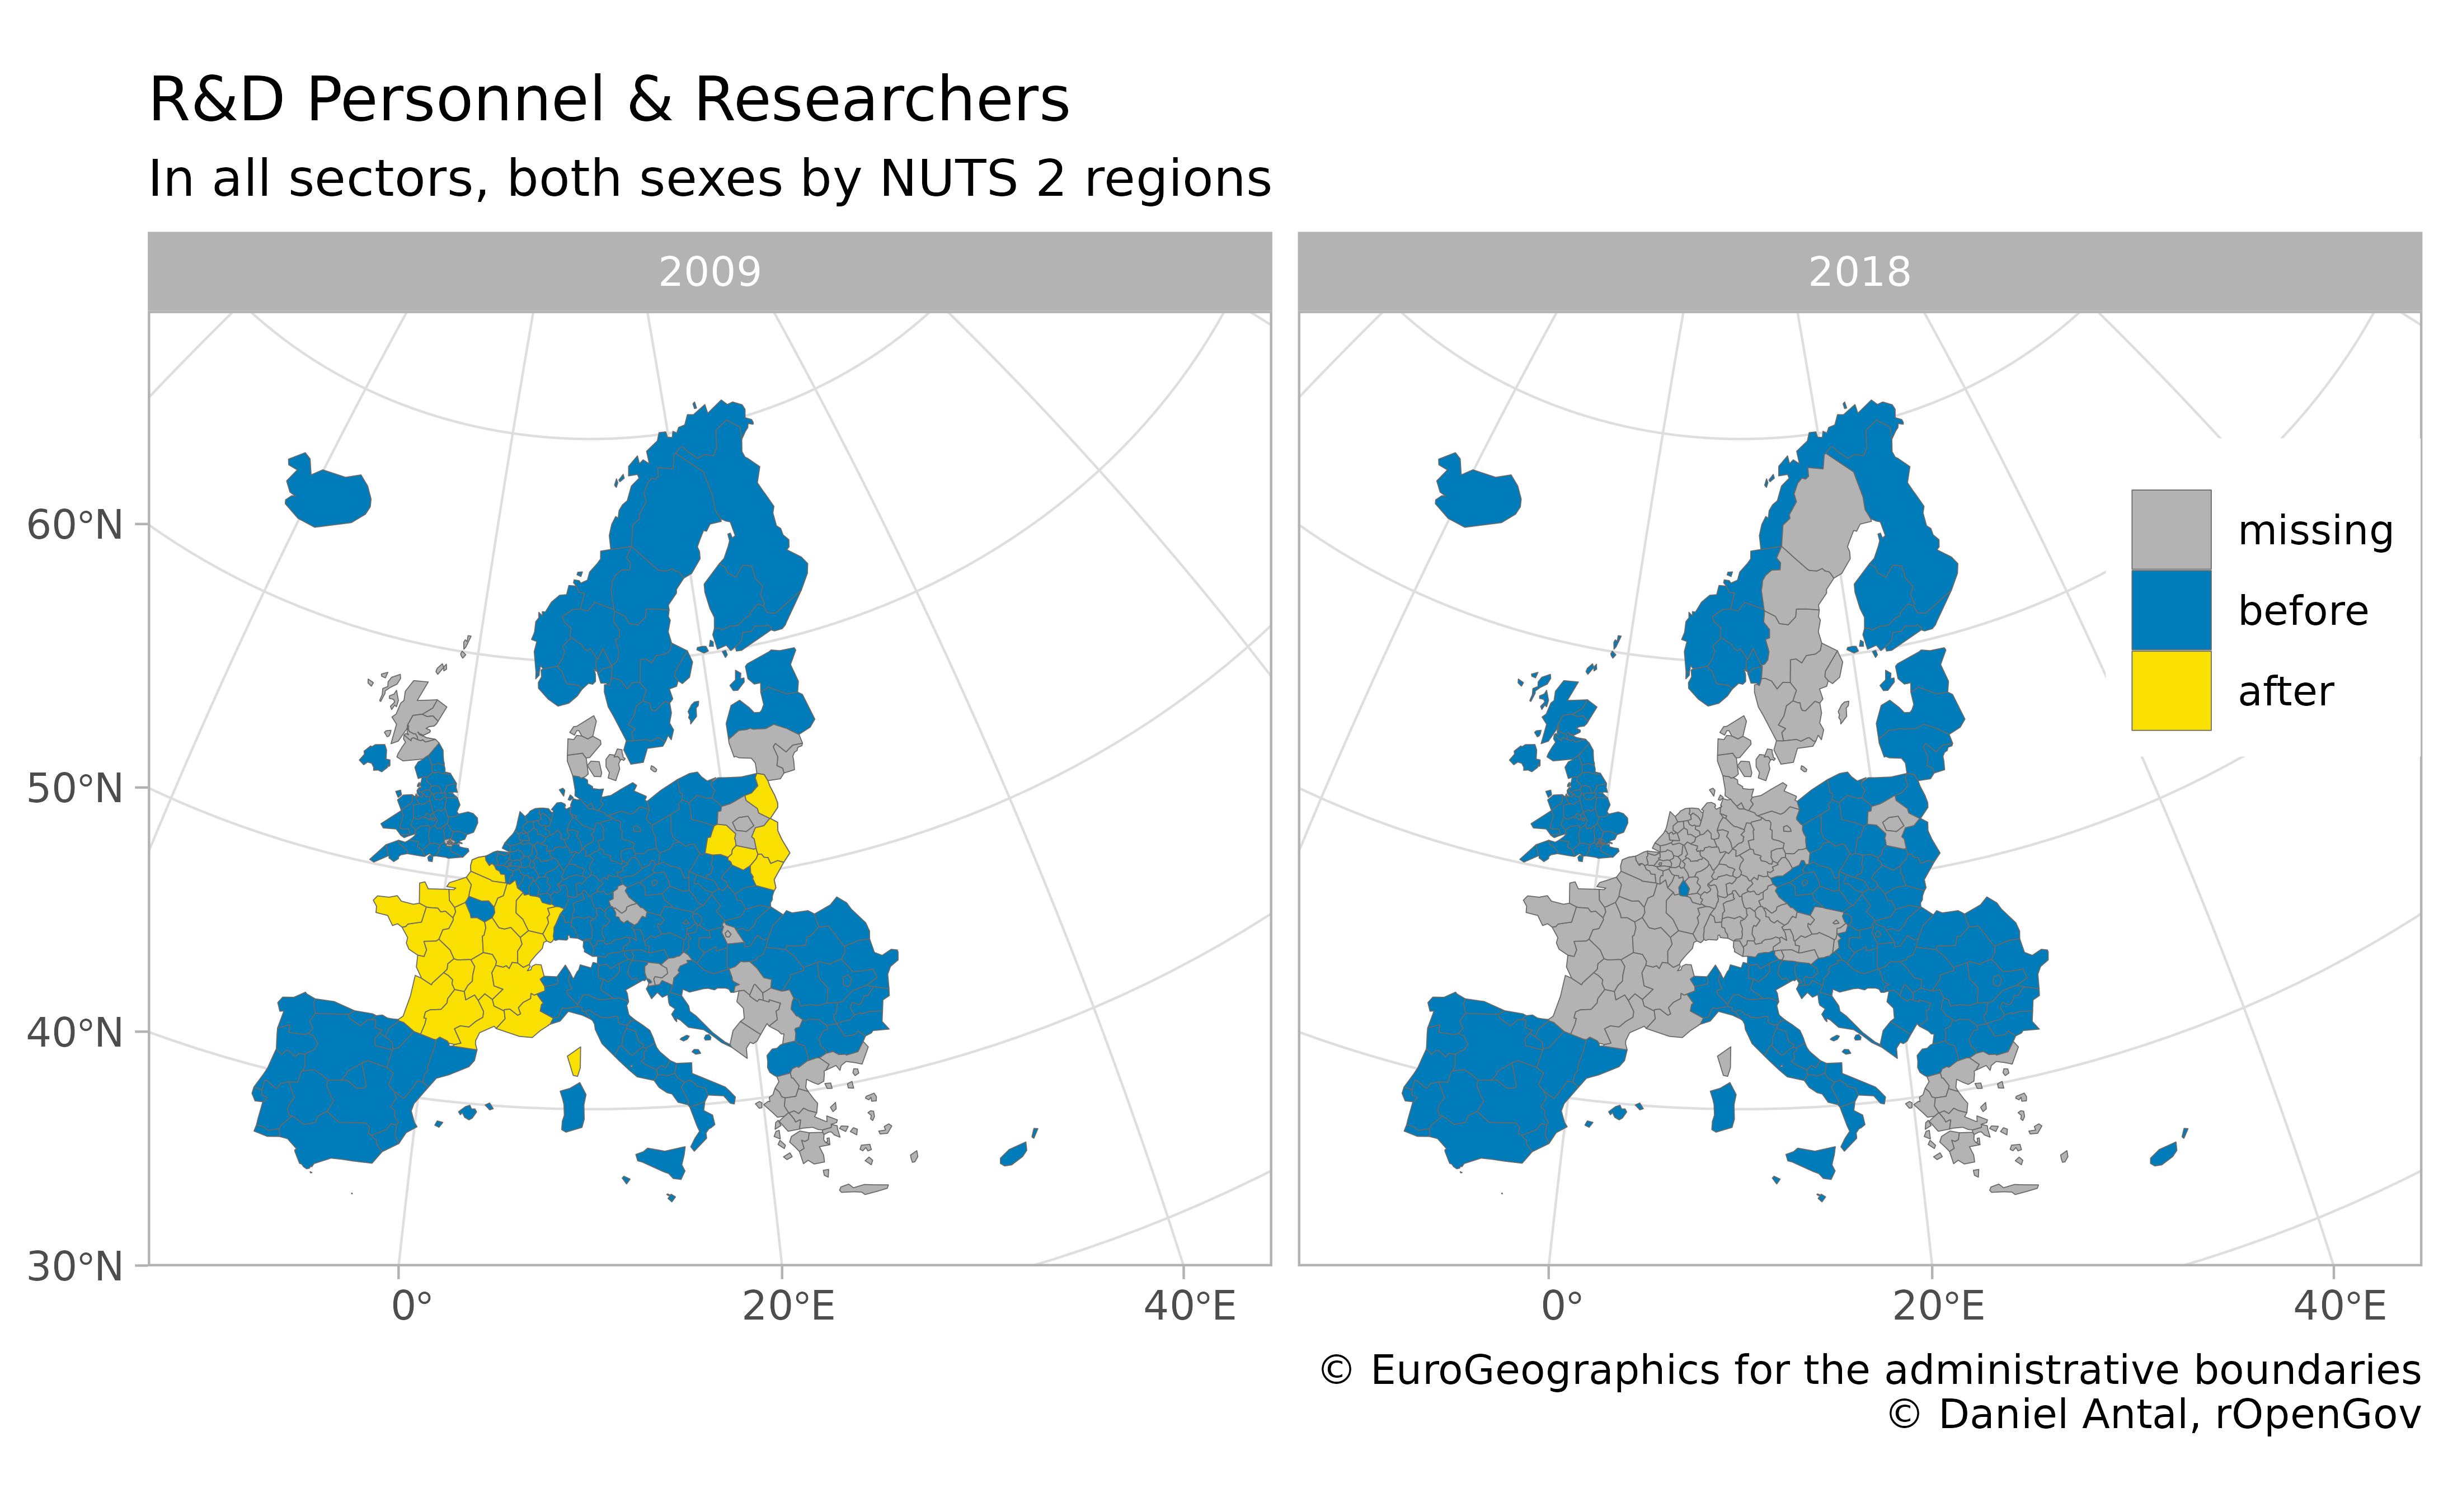 R&D Personnel & Researchers
In all sectors, both sexes by NUTS 2 regions
2009
2018
60°N
50°N
40°N
30°N
0°
20°E
40°E
0°
20°E
40°E
missing
before
after
© EuroGeographics for the administrative boundaries
© Daniel Antal, rOpenGov